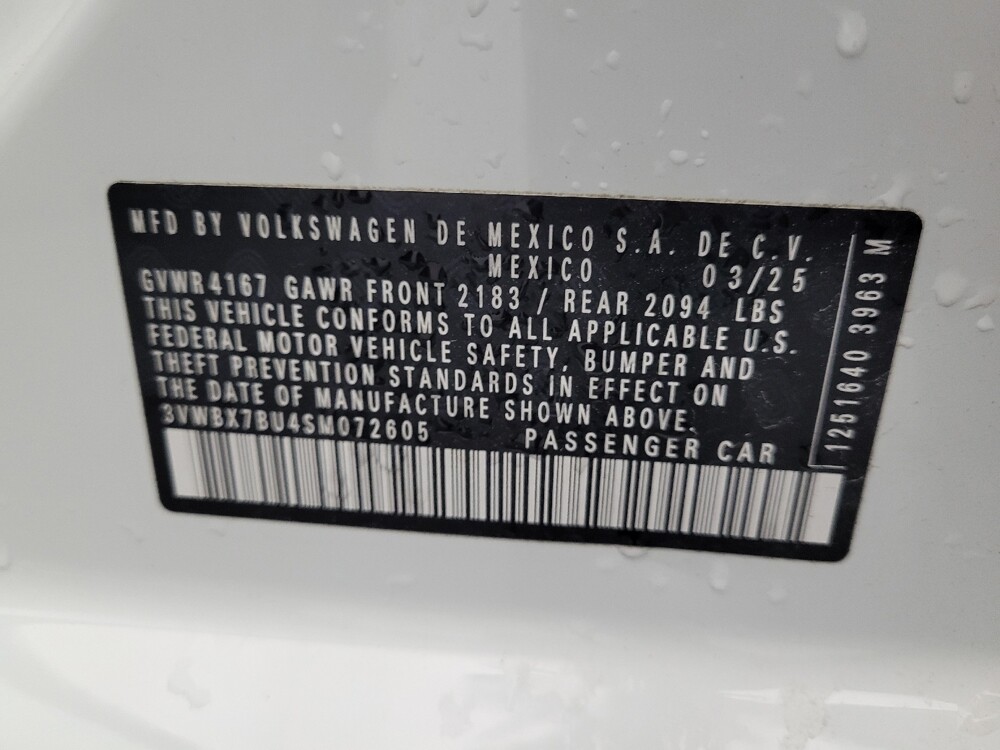 MFD BY VOLKSWAGEN DE MEXICO S.A. DE C.V.
MEXICO 03/25
GVWR 4167 GAWR FRONT 2183 / REAR 2094 LBS
THIS VEHICLE CONFORMS TO ALL APPLICABLE U.S.
FEDERAL MOTOR VEHICLE SAFETY, BUMPER AND
THEFT PREVENTION STANDARDS IN EFFECT ON
THE DATE OF MANUFACTURE SHOWN ABOVE.
3VWBX7BU4SM072605 PASSENGER CAR
1251640 3963 M